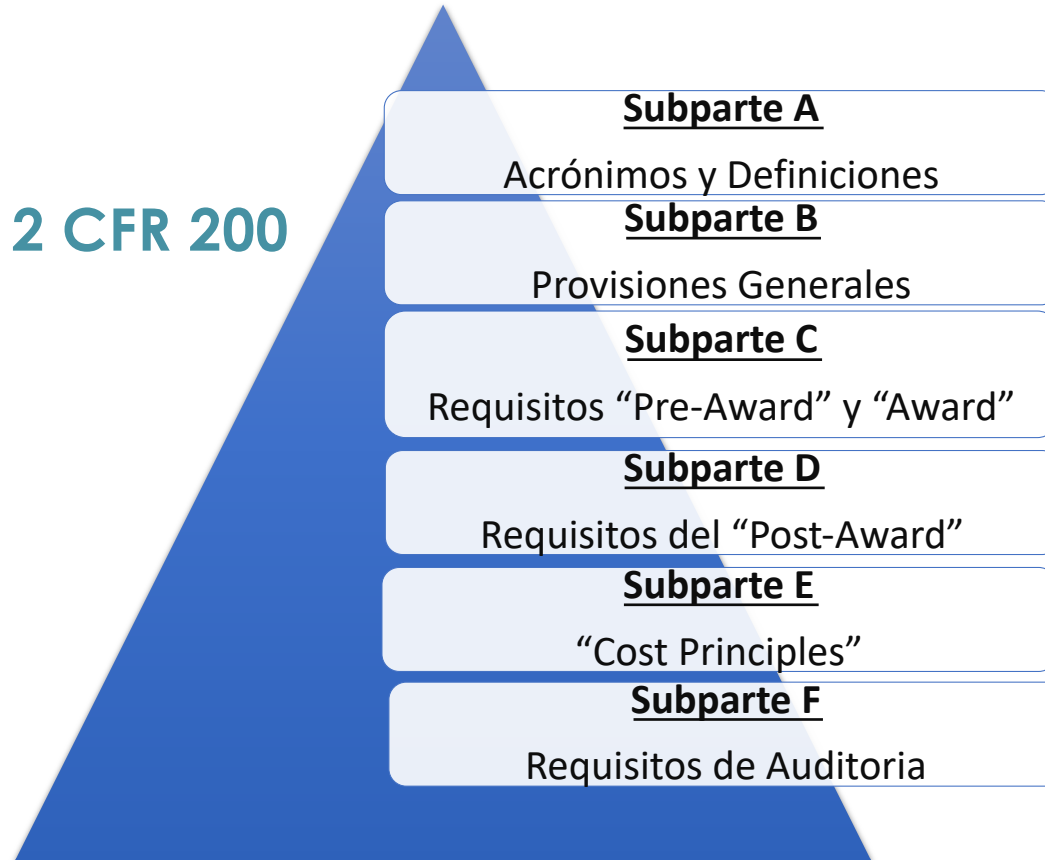 2 CFR 200
Subparte A
Acrónimos y Definiciones
Subparte B
Provisiones Generales
Subparte C
Requisitos “Pre-Award” y “Award”
Subparte D
Requisitos del “Post-Award”
Subparte E
“Cost Principles”
Subparte F
Requisitos de Auditoria